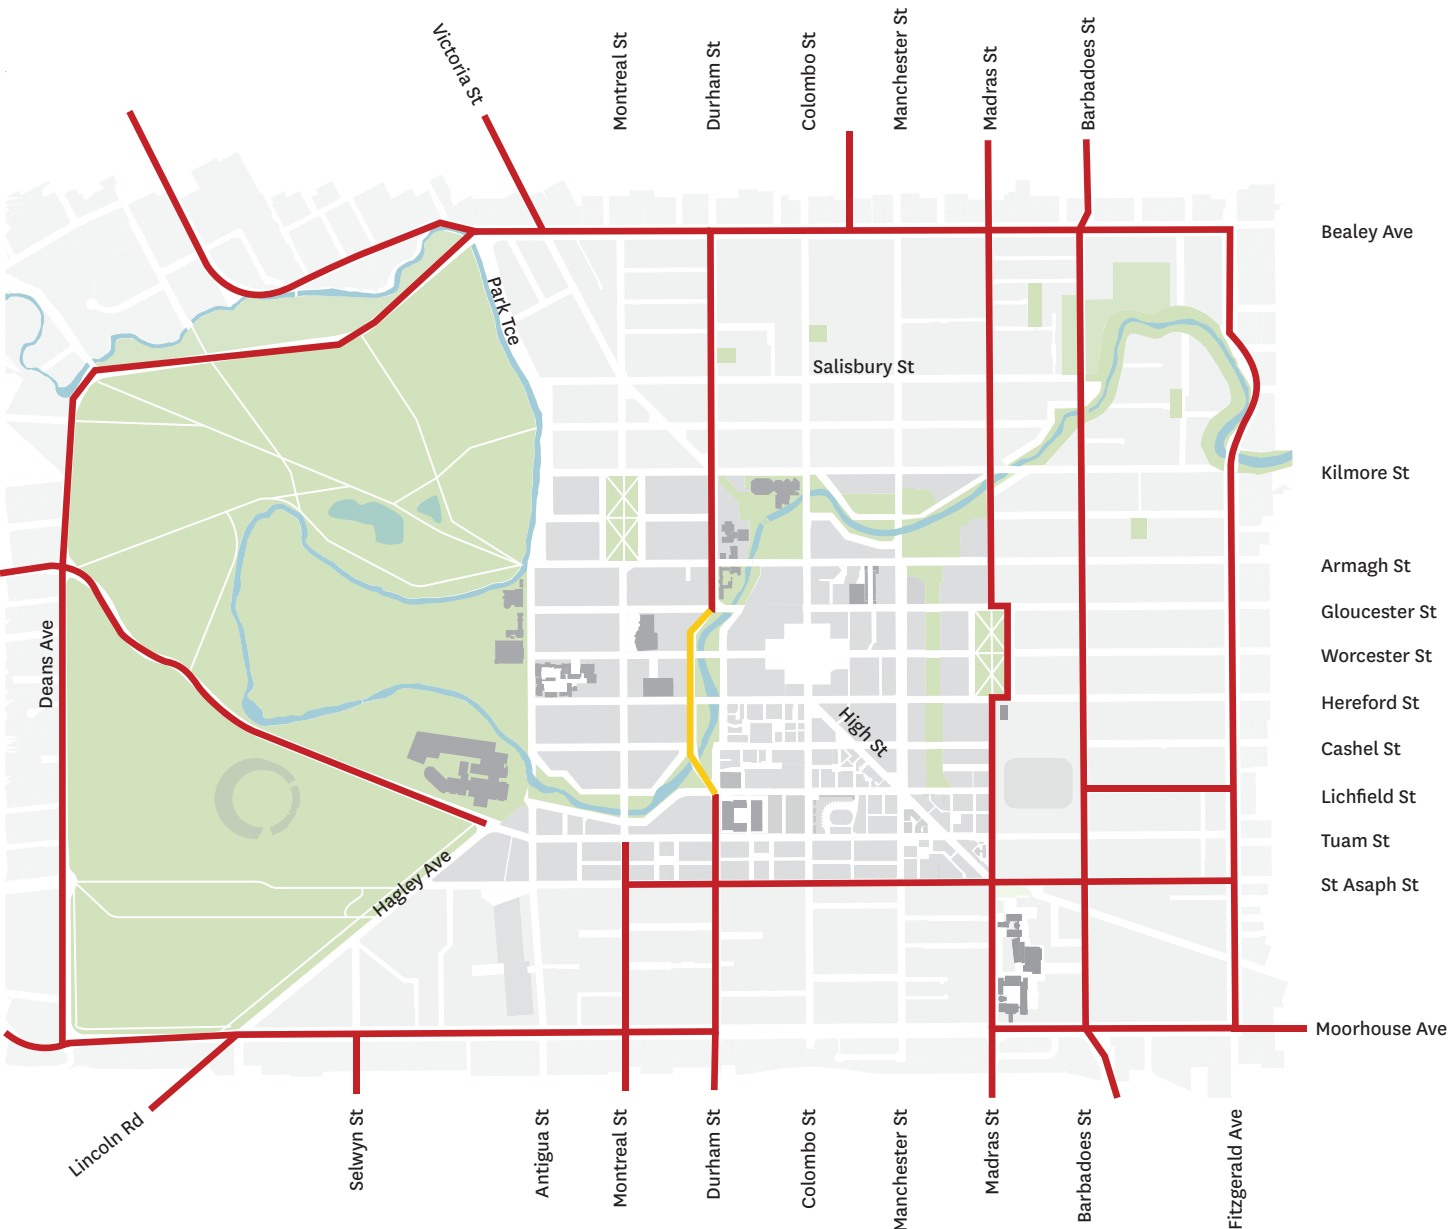 Victoria St
Montreal St
Durham St
Colombo St
Manchester St
Madras St
Barbadoes St
Bealey Ave
Park Tce
Salisbury St
Kilmore St
Armagh St
Gloucester St
Deans Ave
Worcester St
Hereford St
High St
Cashel St
Lichfield St
Tuam St
Hagley Ave
St Asaph St
Moorhouse Ave
Lincoln Rd
Selwyn St
Antigua St
Montreal St
Durham St
Colombo St
Manchester St
Madras St
Barbadoes St
Fitzgerald Ave